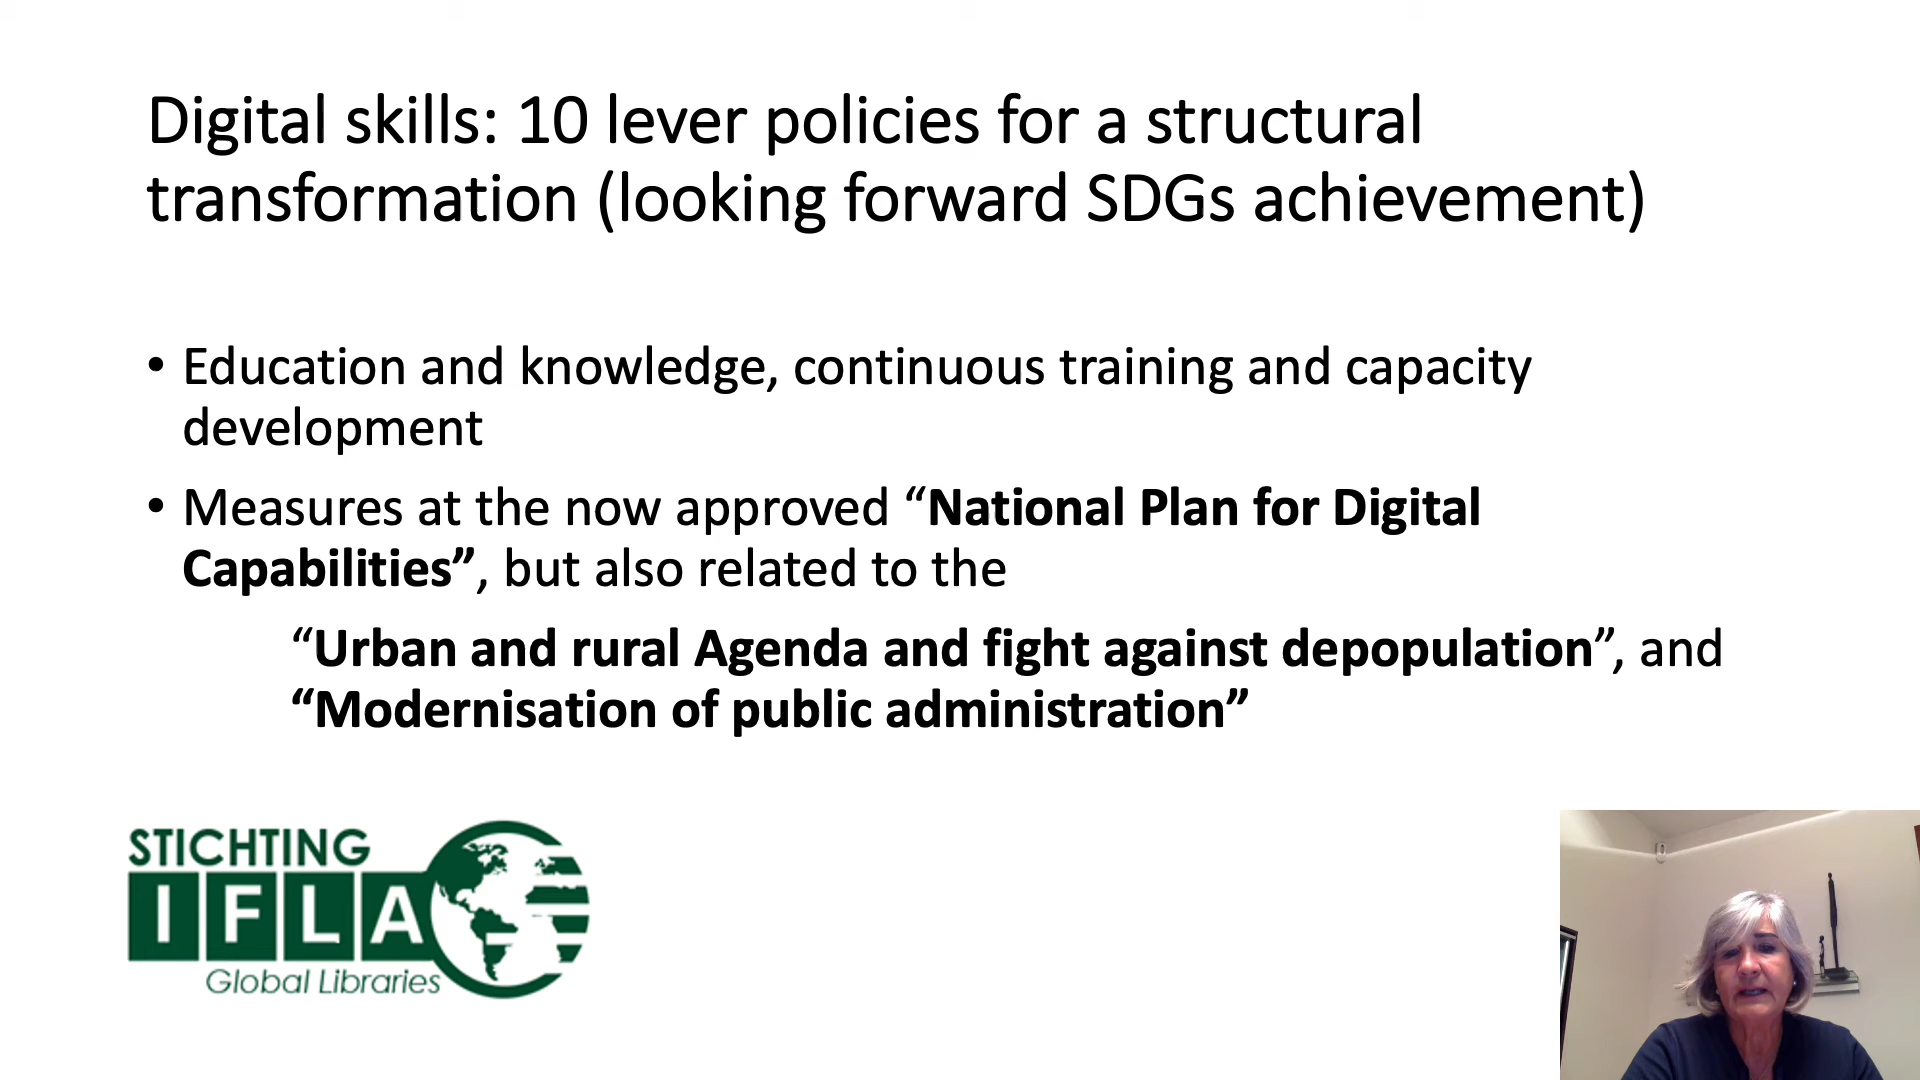 Digital skills: 10 lever policies for a structural
transformation (looking forward SDGs achievement)
• Education and knowledge, continuous training and capacity
development
• Measures at the now approved “National Plan for Digital
Capabilities”, but also related to the
“Urban and rural Agenda and fight against depopulation”, and
“Modernisation of public administration”
STICHTING
IFLA
Global Libraries